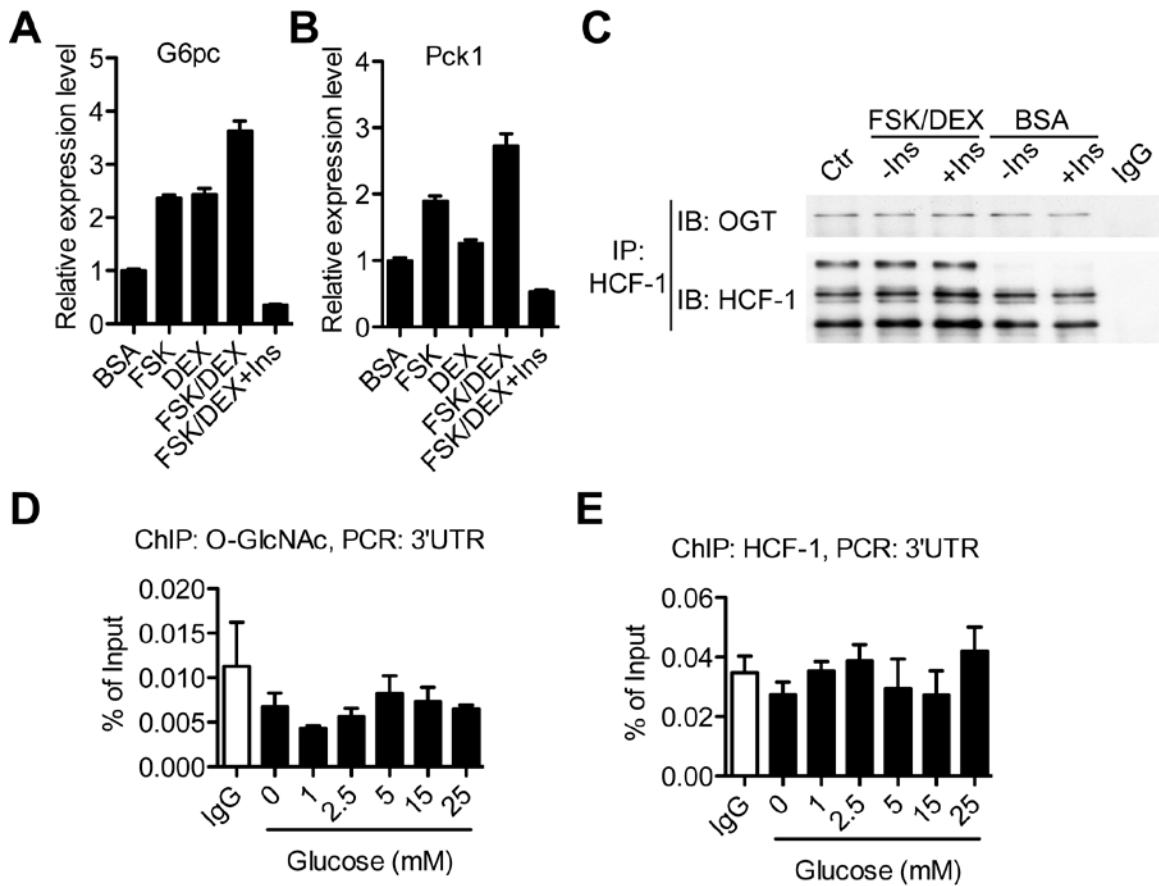 A
G6pc
Relative expression level
5
4
3
2
1
0
BSA
FSK
DEX
FSK/DEX
FSK/DEX+Ins
B
Pck1
Relative expression level
4
3
2
1
0
BSA
FSK
DEX
FSK/DEX
FSK/DEX+Ins
C
FSK/DEX BSA
Ctr -Ins +Ins -Ins +Ins IgG
IP:
HCF-1
IB: OGT
IB: HCF-1
D
ChIP: O-GlcNAc, PCR: 3'UTR
% of Input
0.020
0.015
0.010
0.005
0.000
IgG 0 1 2.5 5 15 25
Glucose (mM)
E
ChIP: HCF-1, PCR: 3'UTR
% of Input
0.06
0.04
0.02
0.00
IgG 0 1 2.5 5 15 25
Glucose (mM)